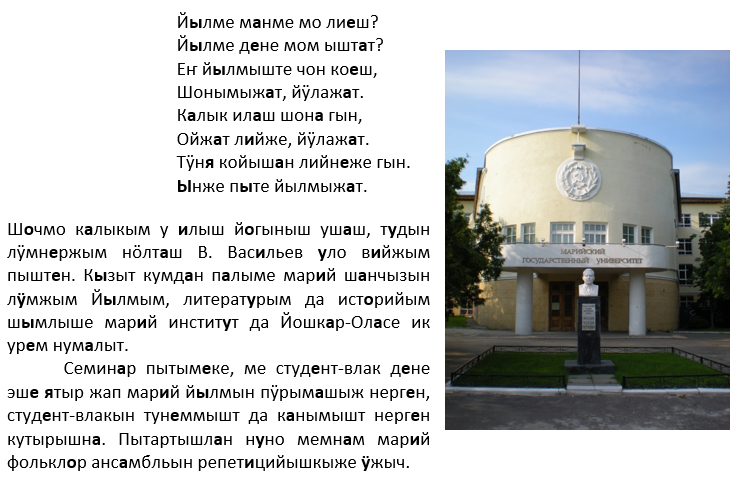 Йылме манме мо лиеш?
Йылме дене мом ыштат?
Еҥ йылмыште чон коеш,
Шонымыжат, йӱлажат.
Калык илаш шона гын,
Ойжат лийже, йӱлажат.
Тӱня койышан лийнеже гын.
Ынже пыте йылмыжат.
Шочмо калыкым у илыш йогыныш ушаш, тудын
лӱмнержым нӧлташ В. Васильев уло вийжым
пыштен. Кызыт кумдан палыме марий шанчызын
лӱмжым Йылмым, литературым да историйым
шымлыше марий институт да Йошкар-Оласе ик
урем нумалыт.
Семинар пытымеке, ме студент-влак дене
эше ятыр жап марий йылмын пӱрымашыж нерген,
студент-влакын тунеммышт да канымышт нерген
кутырышна. Пытартышлан нуно мемнам марий
фольклор ансамбльын репетицийышкыже ӱжыч.
МАРИЙСКИЙ
ГОСУДАРСТВЕННЫЙ УНИВЕРСИТЕТ